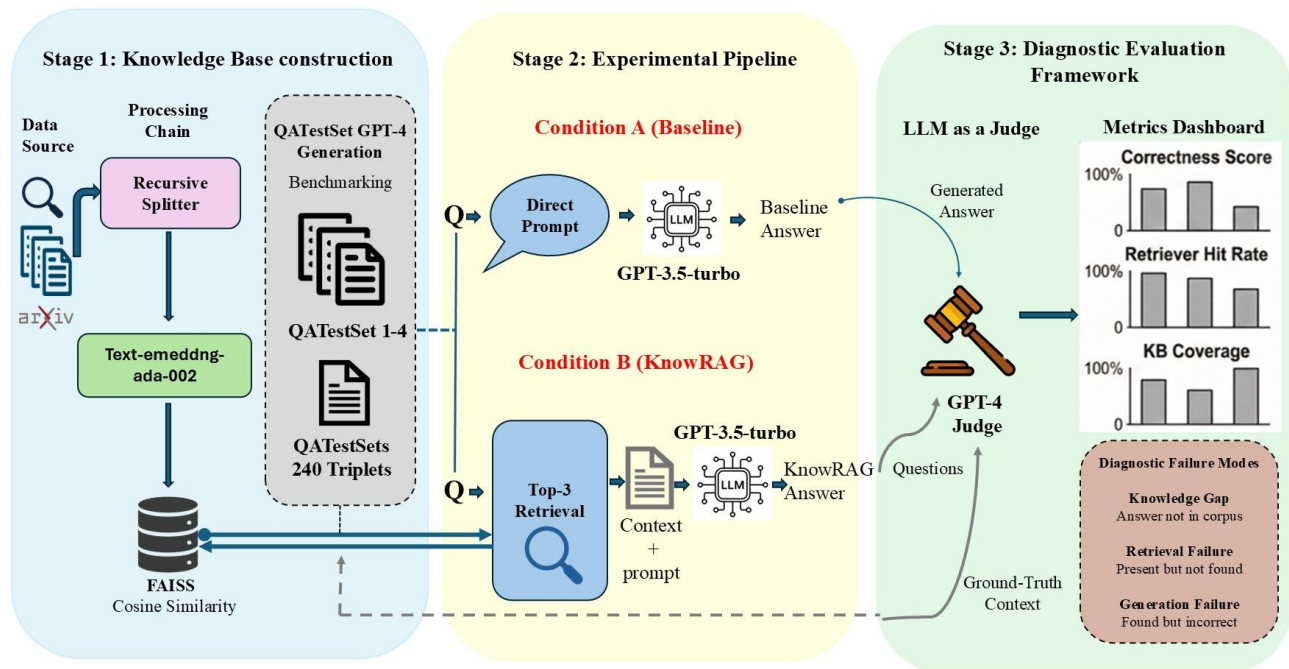 Stage 1: Knowledge Base construction
Data
Source
arXiv
Processing
Chain
Recursive
Splitter
Text-emeddng-
ada-002
FAISS
Cosine Similarity
QATestSet GPT-4
Generation
Benchmarking
QATestSet 1-4
QATestSets
240 Triplets
Stage 2: Experimental Pipeline
Condition A (Baseline)
Q
Direct
Prompt
LLM
GPT-3.5-turbo
Baseline
Answer
Condition B (KnowRAG)
Q
Top-3
Retrieval
Context
+
prompt
GPT-3.5-turbo
LLM
KnowRAG
Answer
Stage 3: Diagnostic Evaluation
Framework
LLM as a Judge
Generated
Answer
GPT-4
Judge
Questions
Ground-Truth
Context
Metrics Dashboard
Correctness Score
100%
0
Retriever Hit Rate
100%
0
KB Coverage
100%
0
Diagnostic Failure Modes
Knowledge Gap
Answer not in corpus
Retrieval Failure
Present but not found
Generation Failure
Found but incorrect